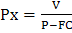 Px = V / P-FC